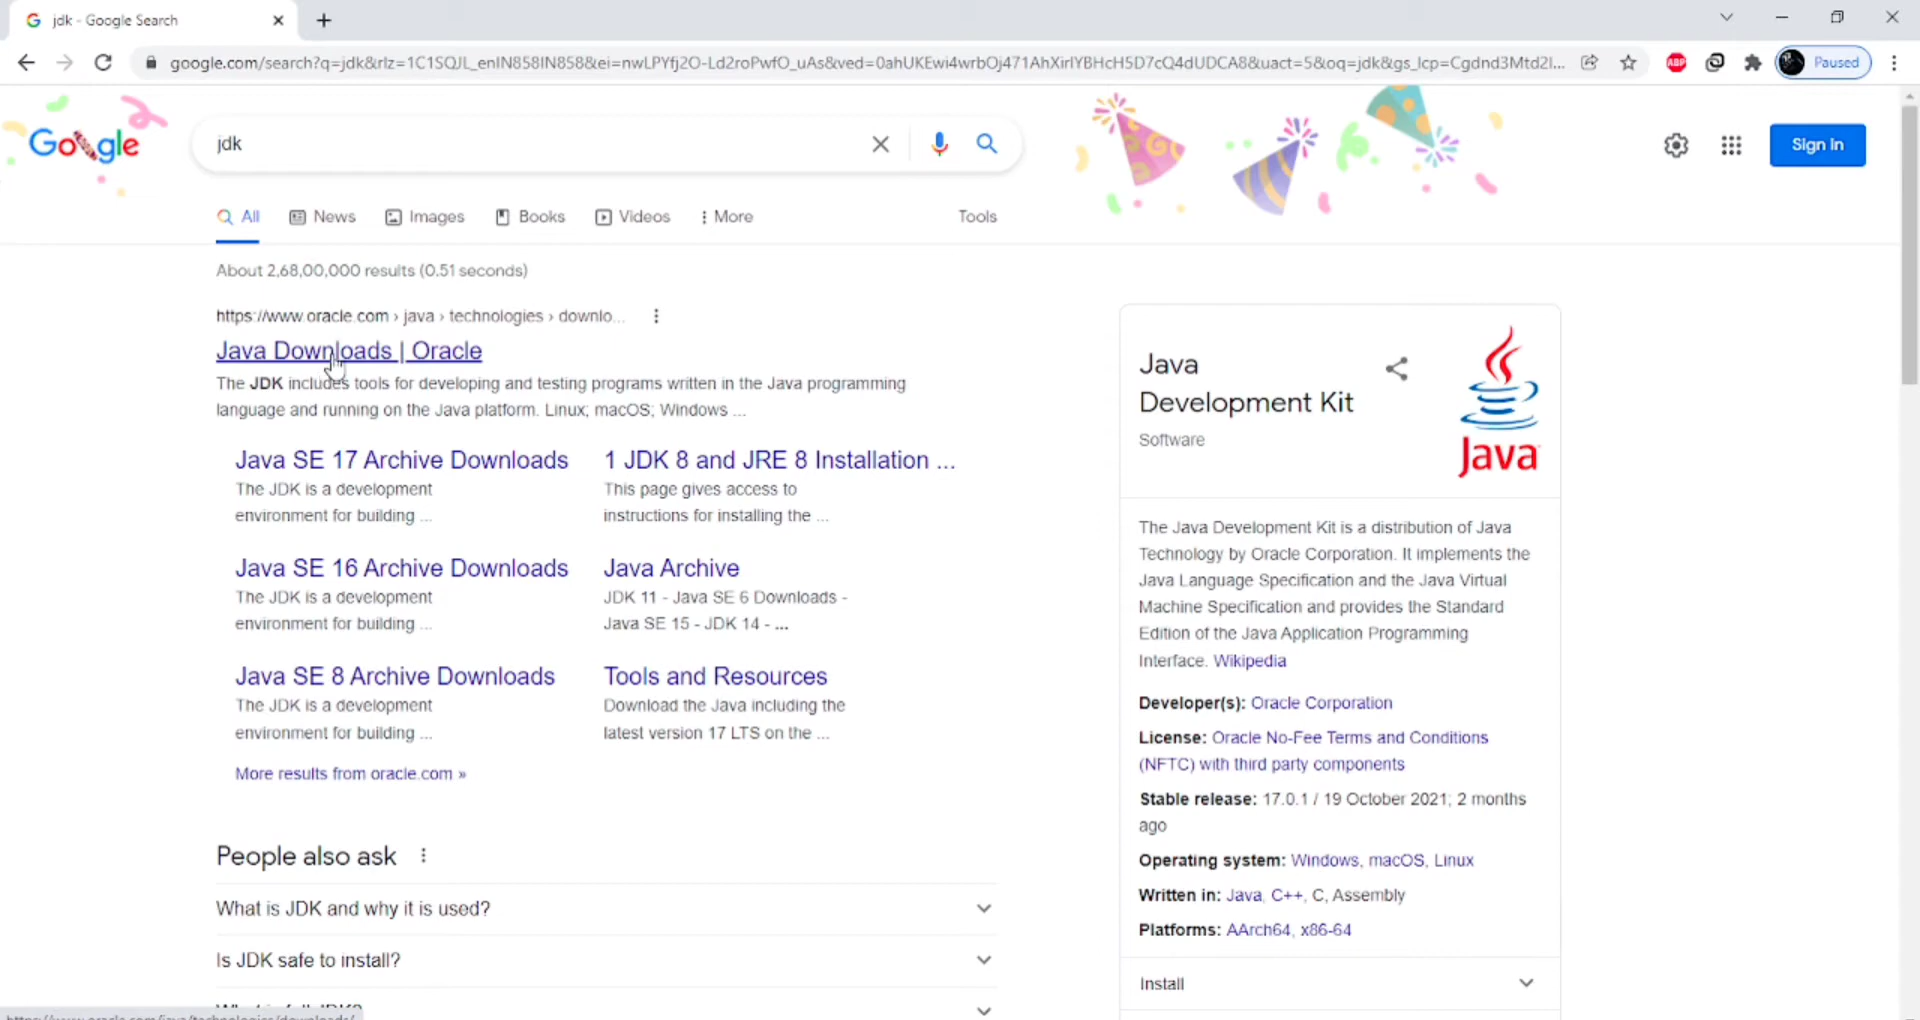 jdk - Google Search
google.com/search?q=jdk&rlz=1C1SQJL_enIN858IN858&ei=nwLPYfj2O-Ld2roPwfO_uAs&ved=0ahUKEwi4wrbOj471AhXirlYBHcH5D7cQ4dUDCA8&uact=5&oq=jdk&gs_lcp=Cgdnd3Mtd2l...
ABP
Paused
Google
jdk
Sign In
All
News
Images
Books
Videos
More
Tools
About 2,68,00,000 results (0.51 seconds)
https://www.oracle.com › java › technologies › downlo...
Java Downloads | Oracle
The JDK includes tools for developing and testing programs written in the Java programming
language and running on the Java platform. Linux; macOS; Windows ...
Java SE 17 Archive Downloads
The JDK is a development
environment for building ...
1 JDK 8 and JRE 8 Installation ...
This page gives access to
instructions for installing the ...
Java SE 16 Archive Downloads
The JDK is a development
environment for building ...
Java Archive
JDK 11 - Java SE 6 Downloads -
Java SE 15 - JDK 14 - ...
Java SE 8 Archive Downloads
The JDK is a development
environment for building ...
Tools and Resources
Download the Java including the
latest version 17 LTS on the ...
More results from oracle.com »
People also ask
What is JDK and why it is used?
Is JDK safe to install?
Java
Development Kit
Software
Java
The Java Development Kit is a distribution of Java
Technology by Oracle Corporation. It implements the
Java Language Specification and the Java Virtual
Machine Specification and provides the Standard
Edition of the Java Application Programming
Interface. Wikipedia
Developer(s): Oracle Corporation
License: Oracle No-Fee Terms and Conditions
(NFTC) with third party components
Stable release: 17.0.1 / 19 October 2021; 2 months
ago
Operating system: Windows, macOS, Linux
Written in: Java, C++, C, Assembly
Platforms: AArch64, x86-64
Install